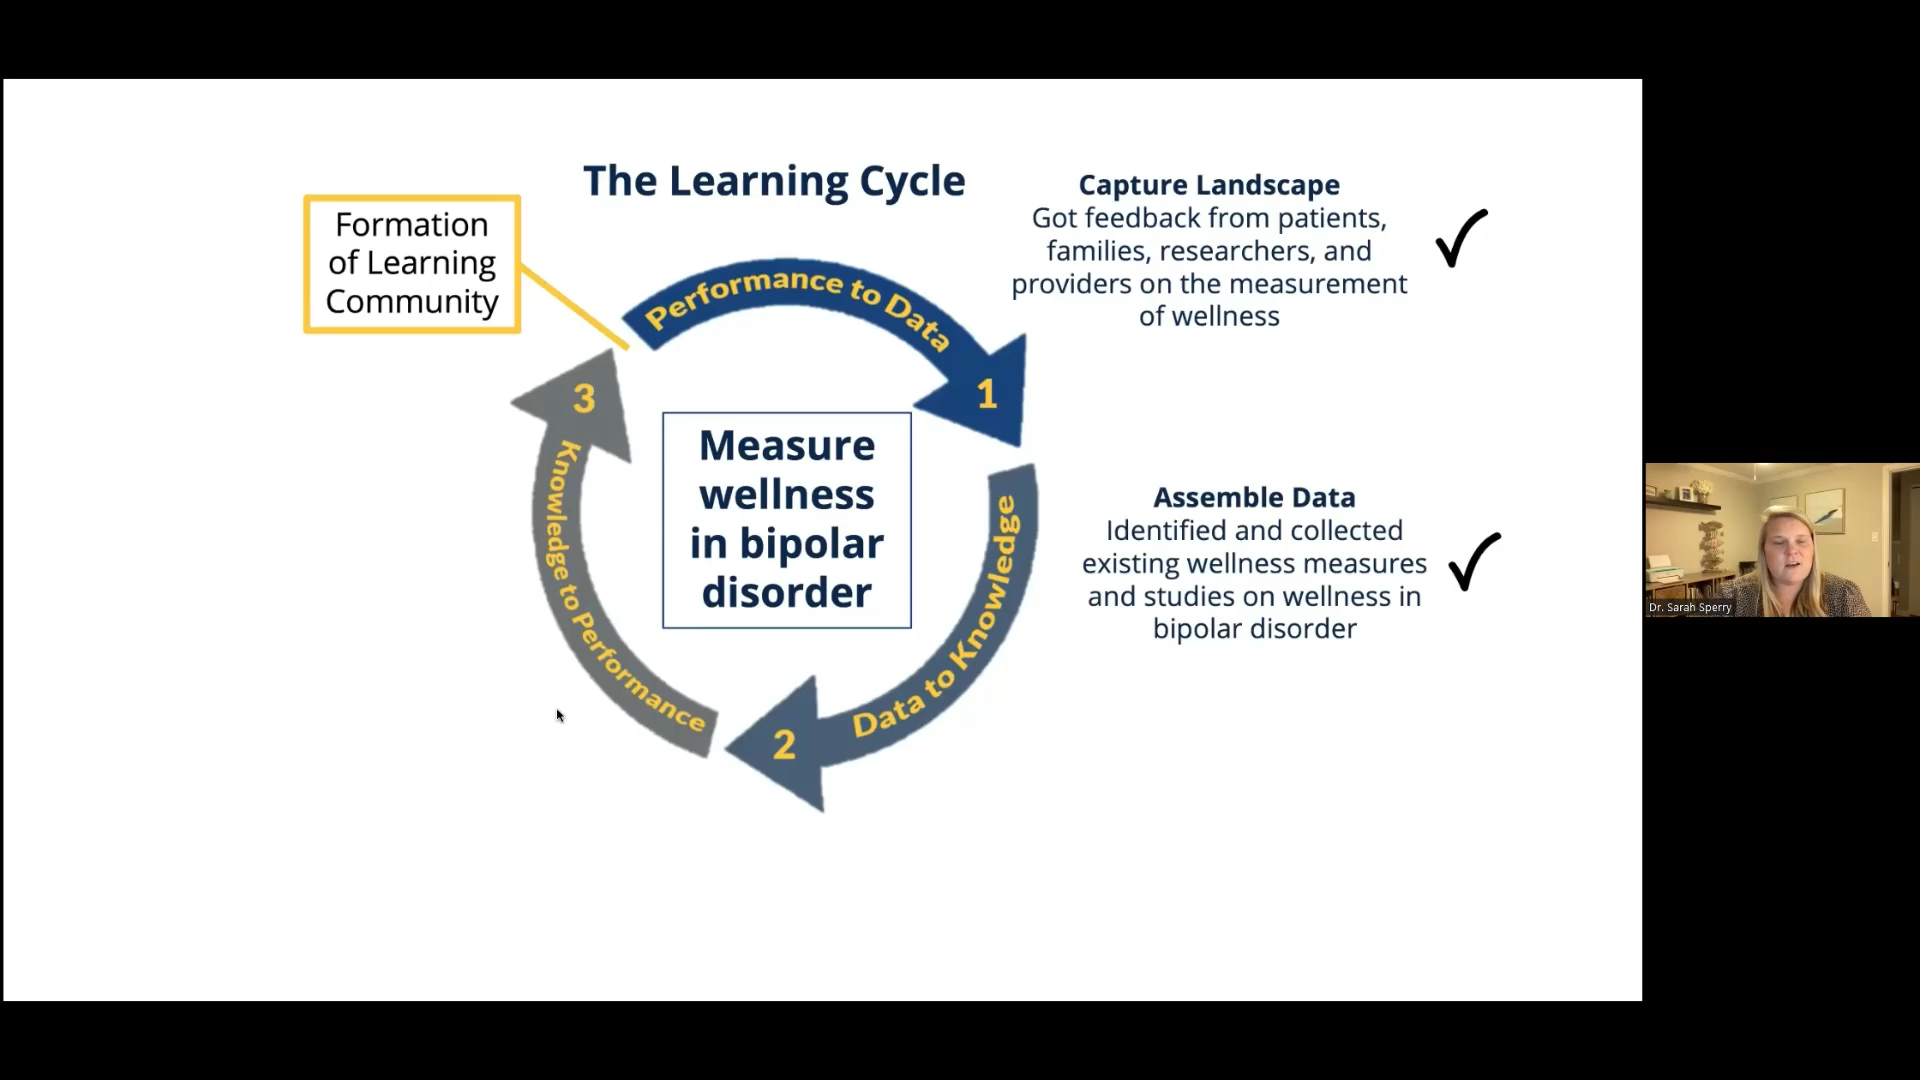 The Learning Cycle
Formation
of Learning
Community
Performance to Data
1
Data to Knowledge
2
Knowledge to Performance
3
Measure
wellness
in bipolar
disorder
Capture Landscape
Got feedback from patients,
families, researchers, and
providers on the measurement
of wellness
Assemble Data
Identified and collected
existing wellness measures
and studies on wellness in
bipolar disorder
Dr. Sarah Sperry